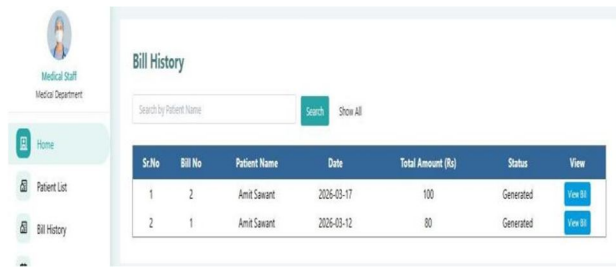 Medical Staff
Medical Department
Home
Patient List
Bill History
Bill History
Search by Patient Name
Search
Show All
Sr.No Bill No Patient Name Date Total Amount (Rs) Status View
1 2 Amit Sawant 2026-03-17 100 Generated View Bill
2 1 Amit Sawant 2026-03-12 80 Generated View Bill